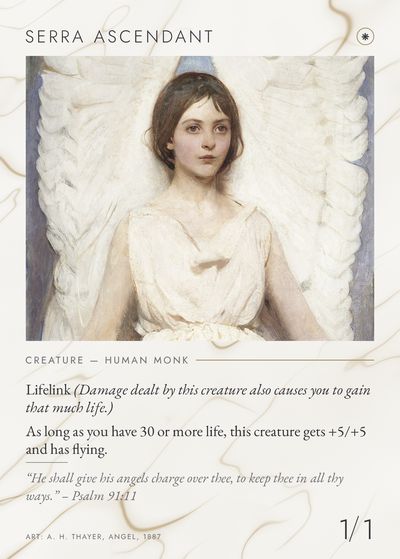 SERRA ASCENDANT
CREATURE — HUMAN MONK
Lifelink (Damage dealt by this creature also causes you to gain
that much life.)
As long as you have 30 or more life, this creature gets +5/+5
and has flying.
“He shall give his angels charge over thee, to keep thee in all thy
ways.” – Psalm 91:11
ART: A. H. THAYER, ANGEL, 1887
1/1